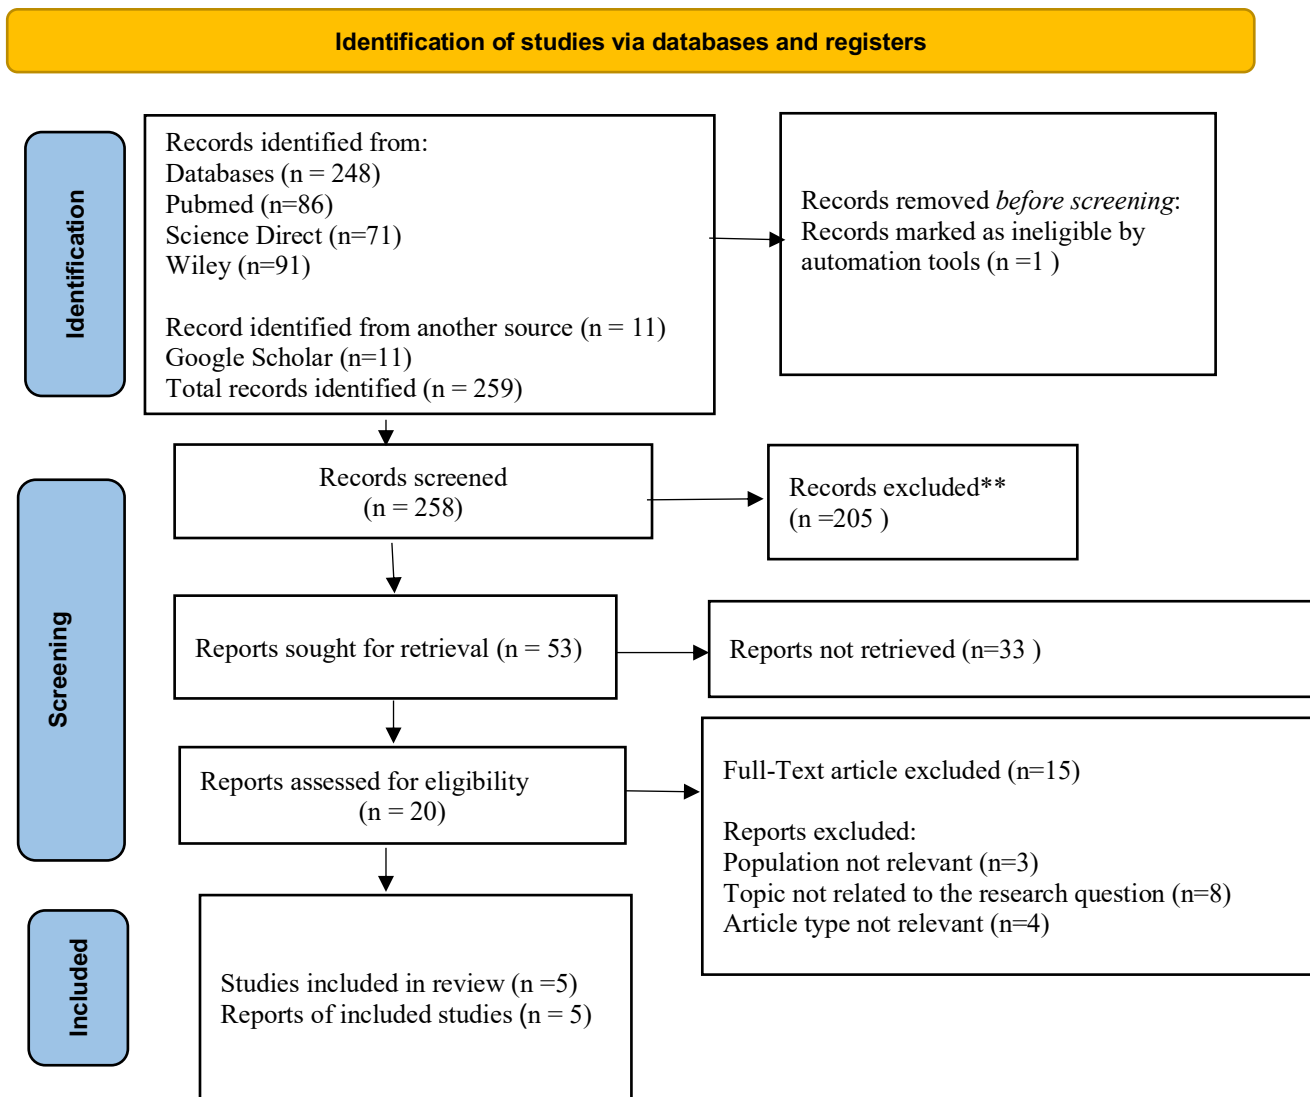 Identification of studies via databases and registers
Identification
Records identified from:
Databases (n = 248)
Pubmed (n=86)
Science Direct (n=71)
Wiley (n=91)
Record identified from another source (n = 11)
Google Scholar (n=11)
Total records identified (n = 259)
Records removed before screening:
Records marked as ineligible by
automation tools (n =1 )
Screening
Records screened
(n = 258)
Records excluded**
(n =205 )
Reports sought for retrieval (n = 53)
Reports not retrieved (n=33 )
Reports assessed for eligibility
(n = 20)
Full-Text article excluded (n=15)
Reports excluded:
Population not relevant (n=3)
Topic not related to the research question (n=8)
Article type not relevant (n=4)
Included
Studies included in review (n =5)
Reports of included studies (n = 5)